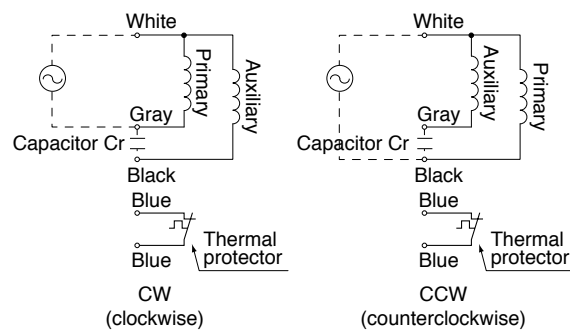 White
Primary
Auxiliary
Gray
Capacitor Cr
Black
Blue
Blue
Thermal
protector
CW
(clockwise)
White
Auxiliary
Primary
Gray
Capacitor Cr
Black
Blue
Blue
Thermal
protector
CCW
(counterclockwise)